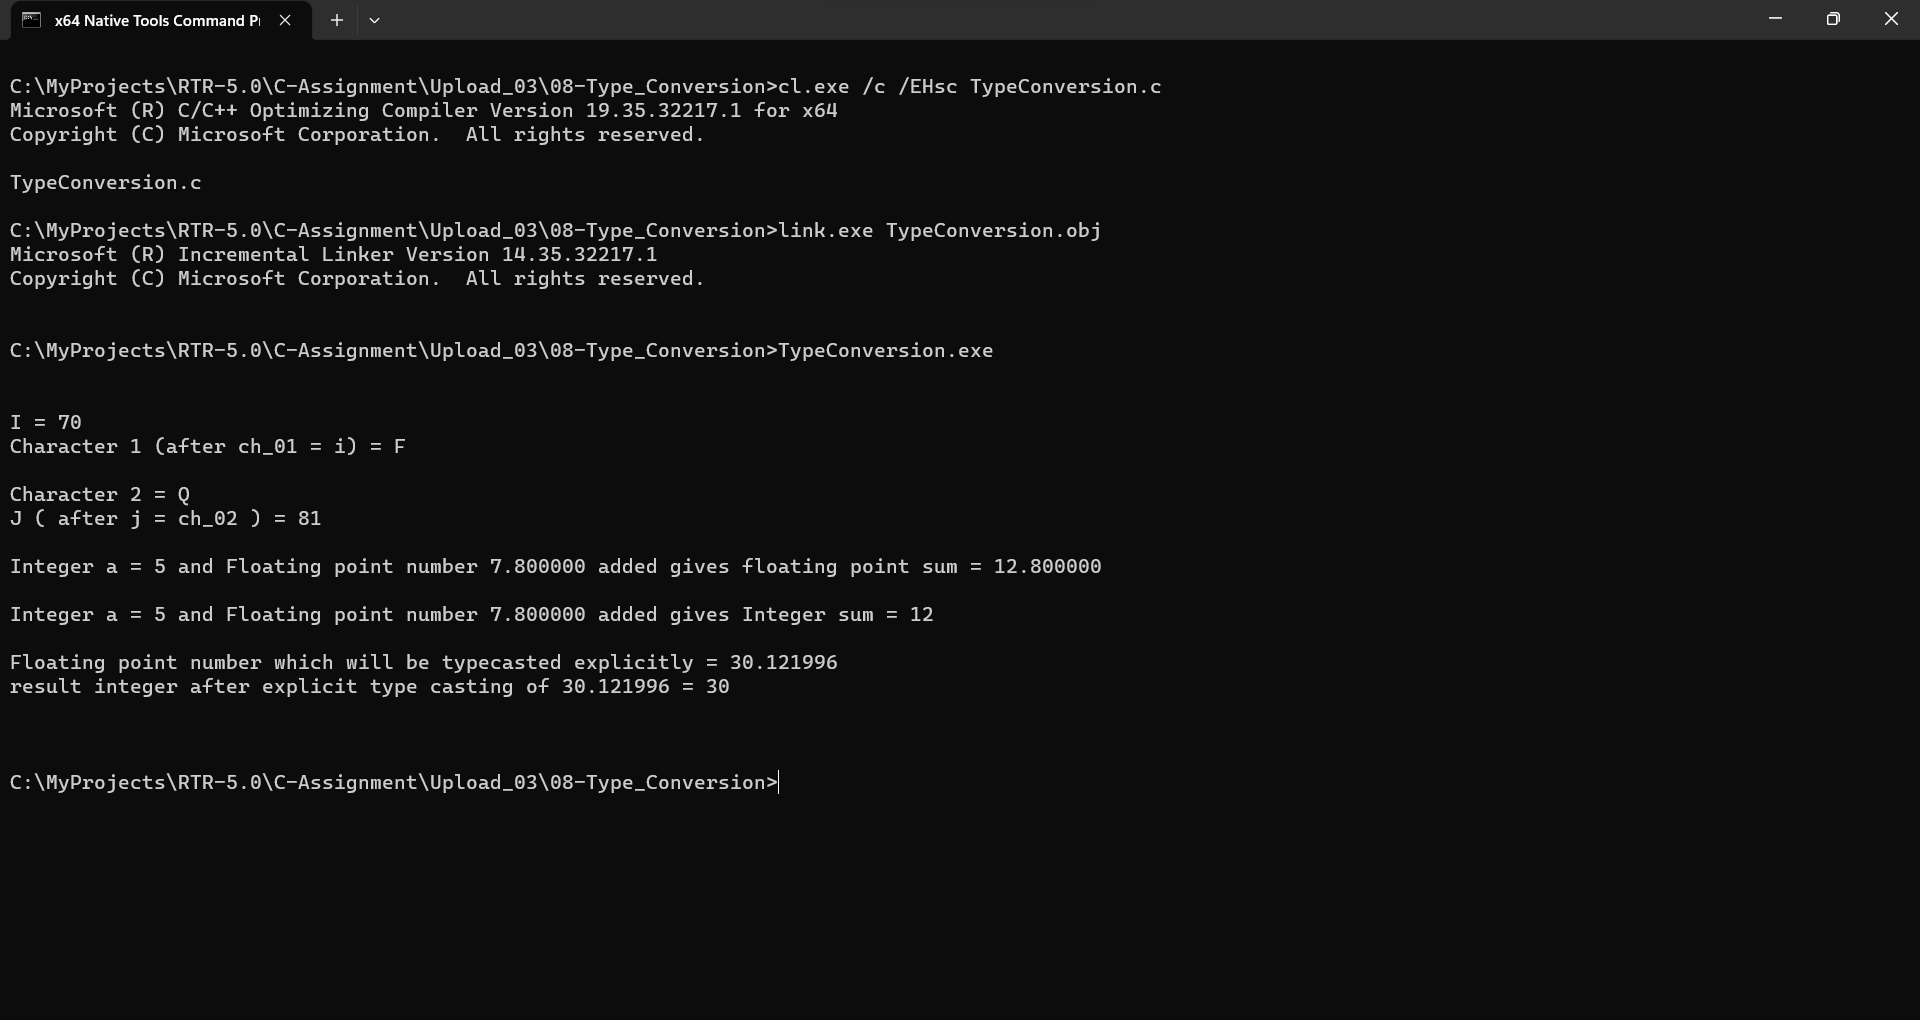 x64 Native Tools Command P
C:\MyProjects\RTR-5.0\C-Assignment\Upload_03\08-Type_Conversion>cl.exe /c /EHsc TypeConversion.c
Microsoft (R) C/C++ Optimizing Compiler Version 19.35.32217.1 for x64
Copyright (C) Microsoft Corporation.  All rights reserved.
TypeConversion.c
C:\MyProjects\RTR-5.0\C-Assignment\Upload_03\08-Type_Conversion>link.exe TypeConversion.obj
Microsoft (R) Incremental Linker Version 14.35.32217.1
Copyright (C) Microsoft Corporation.  All rights reserved.
C:\MyProjects\RTR-5.0\C-Assignment\Upload_03\08-Type_Conversion>TypeConversion.exe
I = 70
Character 1 (after ch_01 = i) = F
Character 2 = Q
J ( after j = ch_02 ) = 81
Integer a = 5 and Floating point number 7.800000 added gives floating point sum = 12.800000
Integer a = 5 and Floating point number 7.800000 added gives Integer sum = 12
Floating point number which will be typecasted explicitly = 30.121996
result integer after explicit type casting of 30.121996 = 30
C:\MyProjects\RTR-5.0\C-Assignment\Upload_03\08-Type_Conversion>